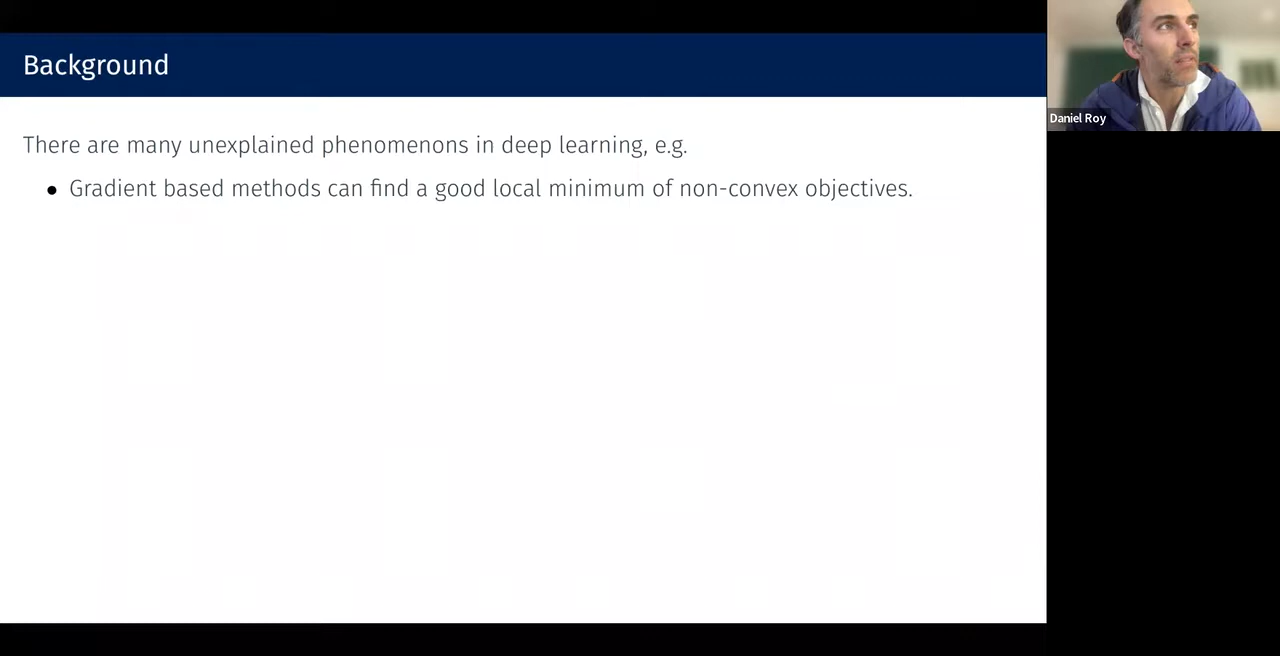 Background
There are many unexplained phenomenons in deep learning, e.g.
• Gradient based methods can find a good local minimum of non-convex objectives.
Daniel Roy